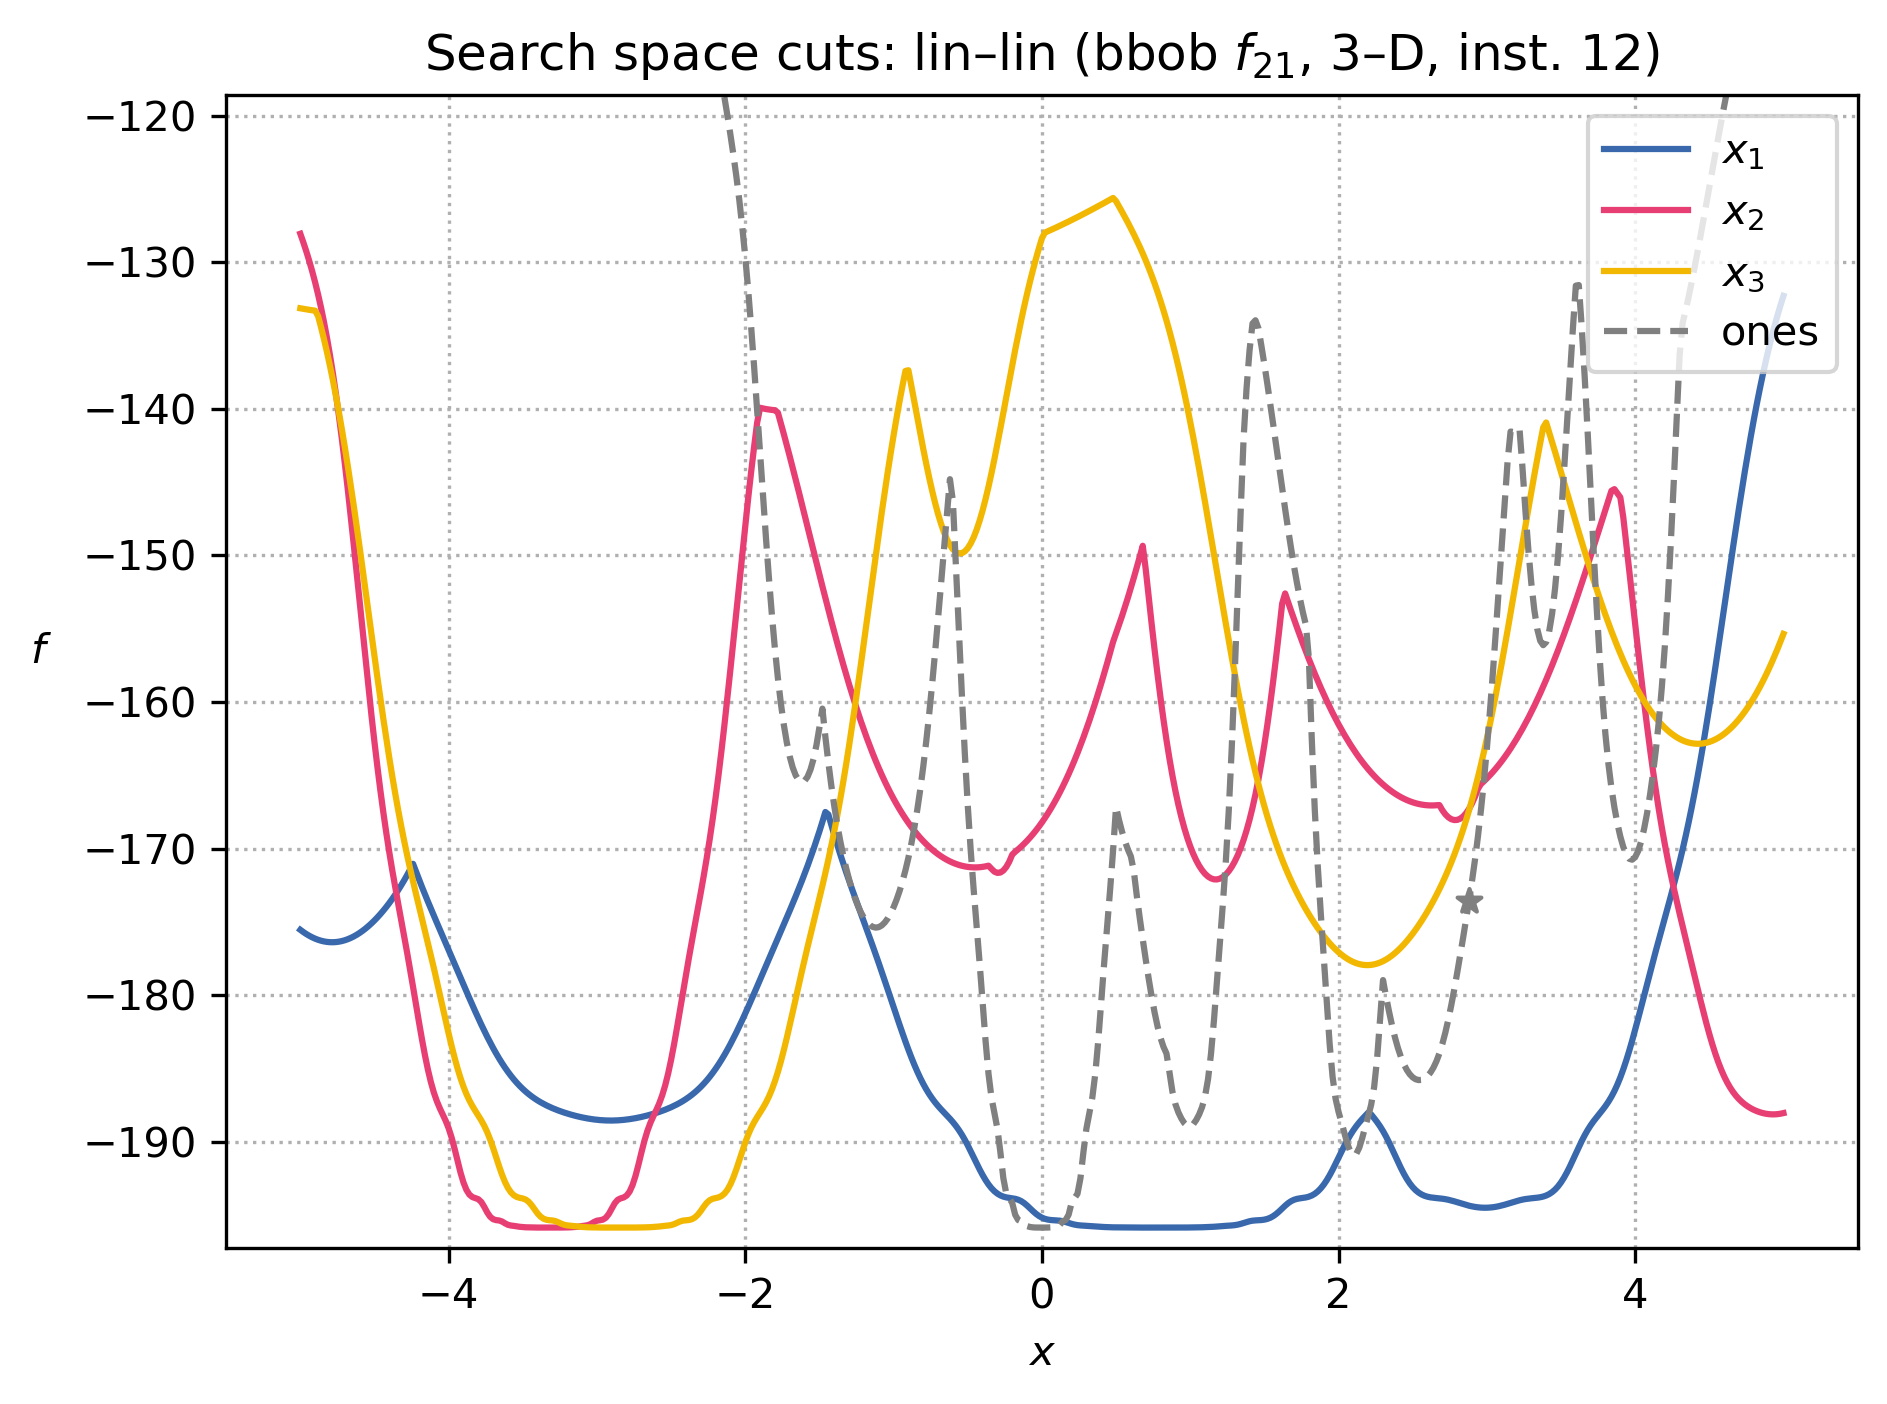 Search space cuts: lin–lin (bbob f21, 3–D, inst. 12)
−120
−130
−140
−150
−160
−170
−180
−190
f
x1
x2
x3
ones
−4
−2
0
2
4
x